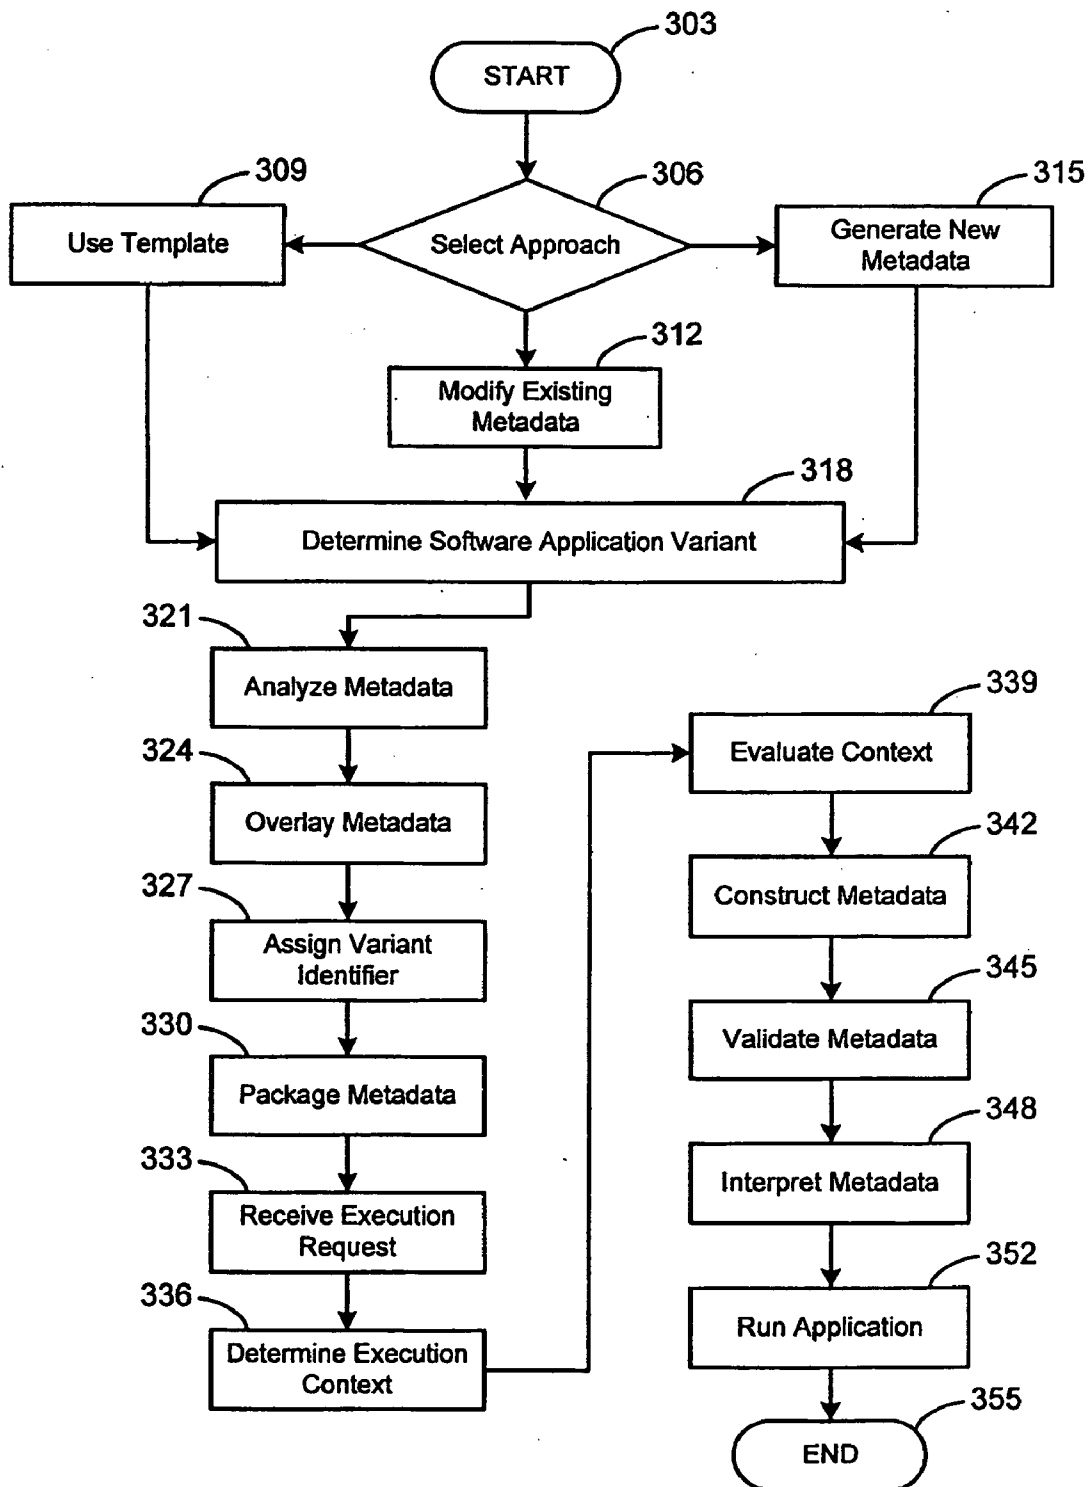 303
START
309
306
315
Use Template
Select Approach
Generate New
Metadata
312
Modify Existing
Metadata
318
Determine Software Application Variant
321
Analyze Metadata
324
Overlay Metadata
327
Assign Variant
Identifier
330
Package Metadata
333
Receive Execution
Request
336
Determine Execution
Context
339
Evaluate Context
342
Construct Metadata
345
Validate Metadata
348
Interpret Metadata
352
Run Application
355
END